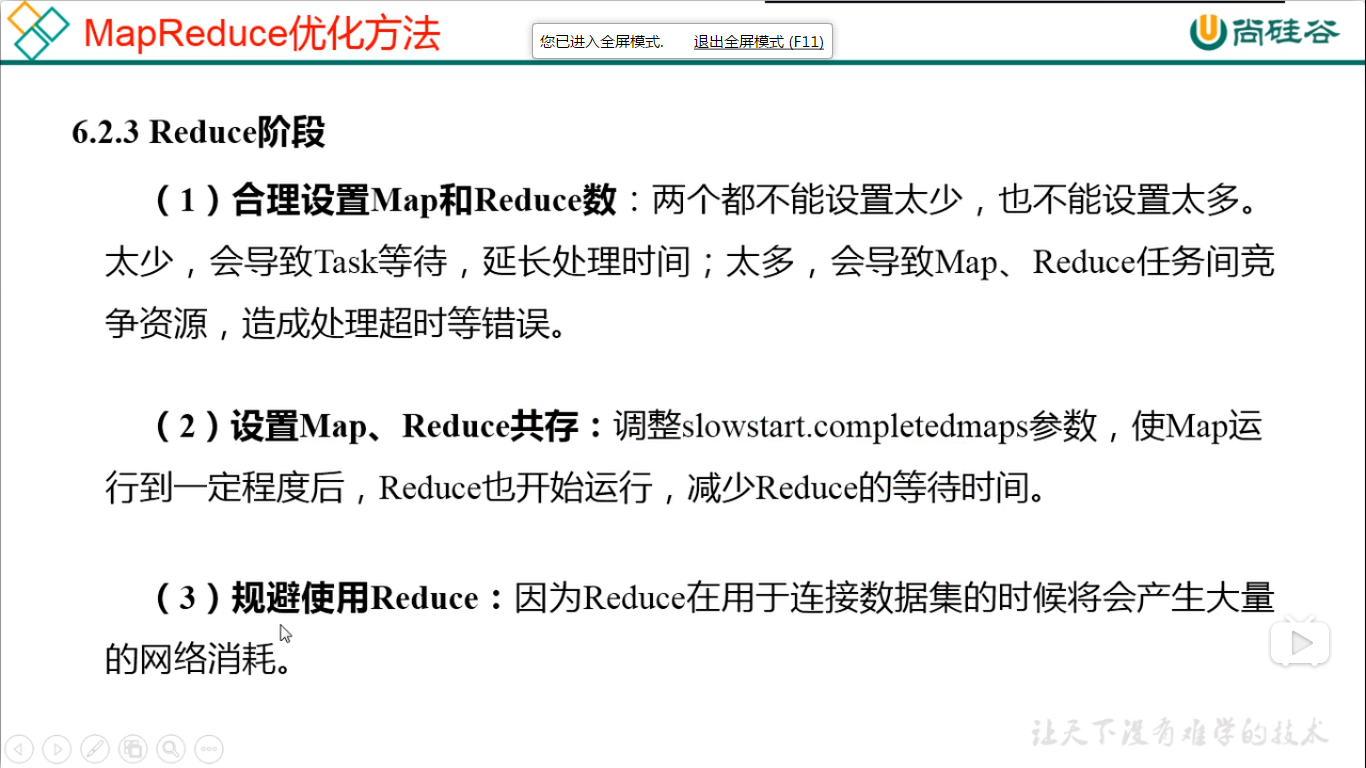 MapReduce优化方法
您已进入全屏模式. 退出全屏模式 (F11)
尚硅谷
6.2.3 Reduce阶段
（1）合理设置Map和Reduce数：两个都不能设置太少，也不能设置太多。
太少，会导致Task等待，延长处理时间；太多，会导致Map、Reduce任务间竞
争资源，造成处理超时等错误。
（2）设置Map、Reduce共存：调整slowstart.completedmaps参数，使Map运
行到一定程度后，Reduce也开始运行，减少Reduce的等待时间。
（3）规避使用Reduce：因为Reduce在用于连接数据集的时候将会产生大量
的网络消耗。
让天下没有难学的技术